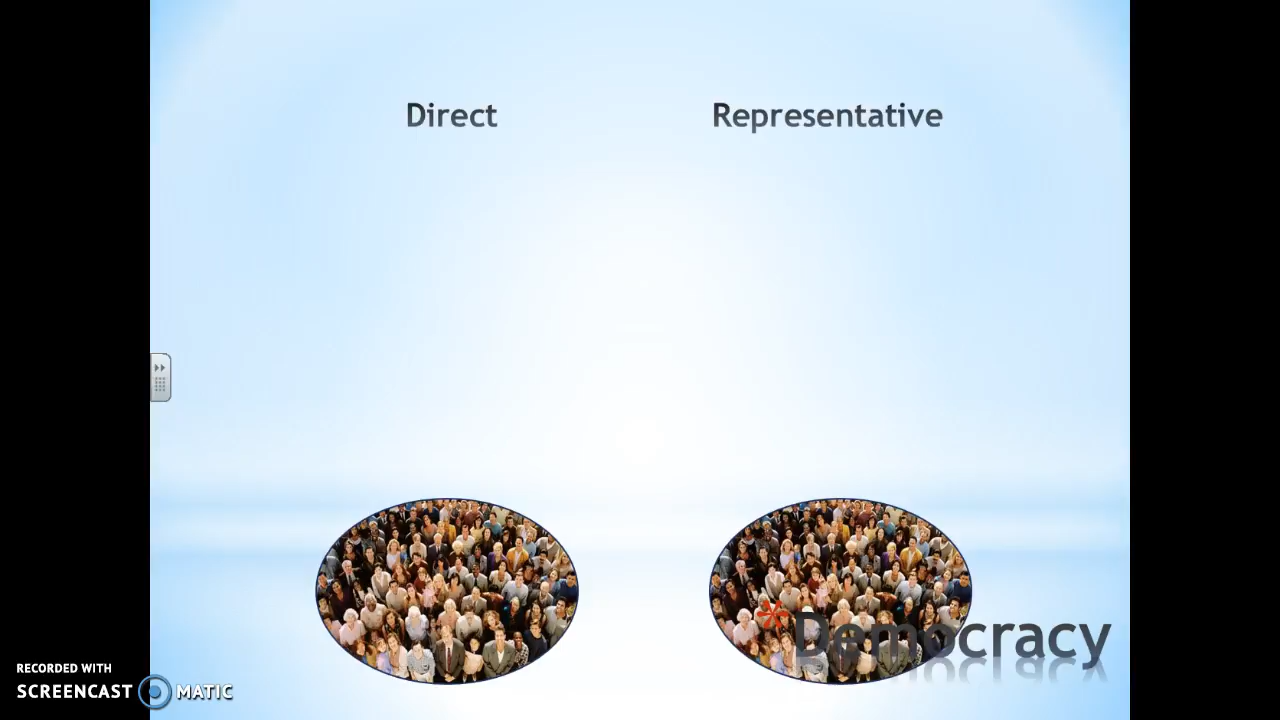 Direct
Representative
*Democracy
RECORDED WITH
SCREENCAST MATIC